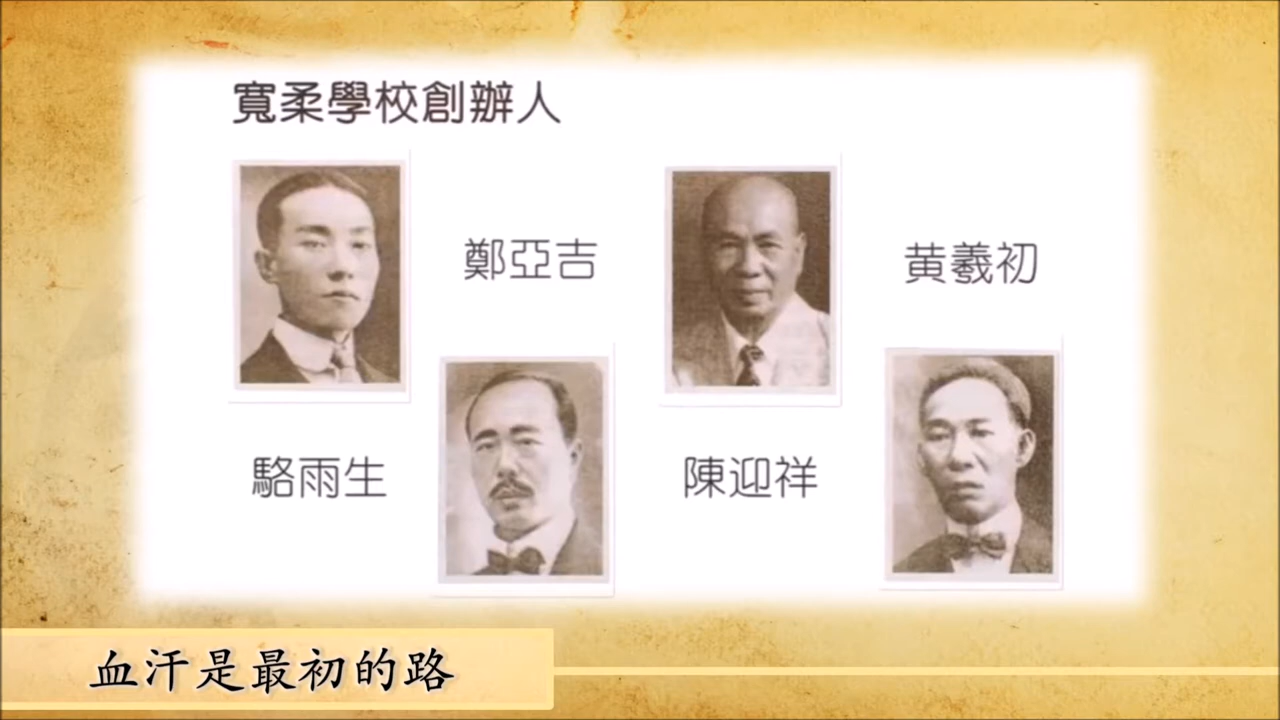 寬柔學校創辦人
鄭亞吉
黃羲初
駱雨生
陳迎祥
血汗是最初的路